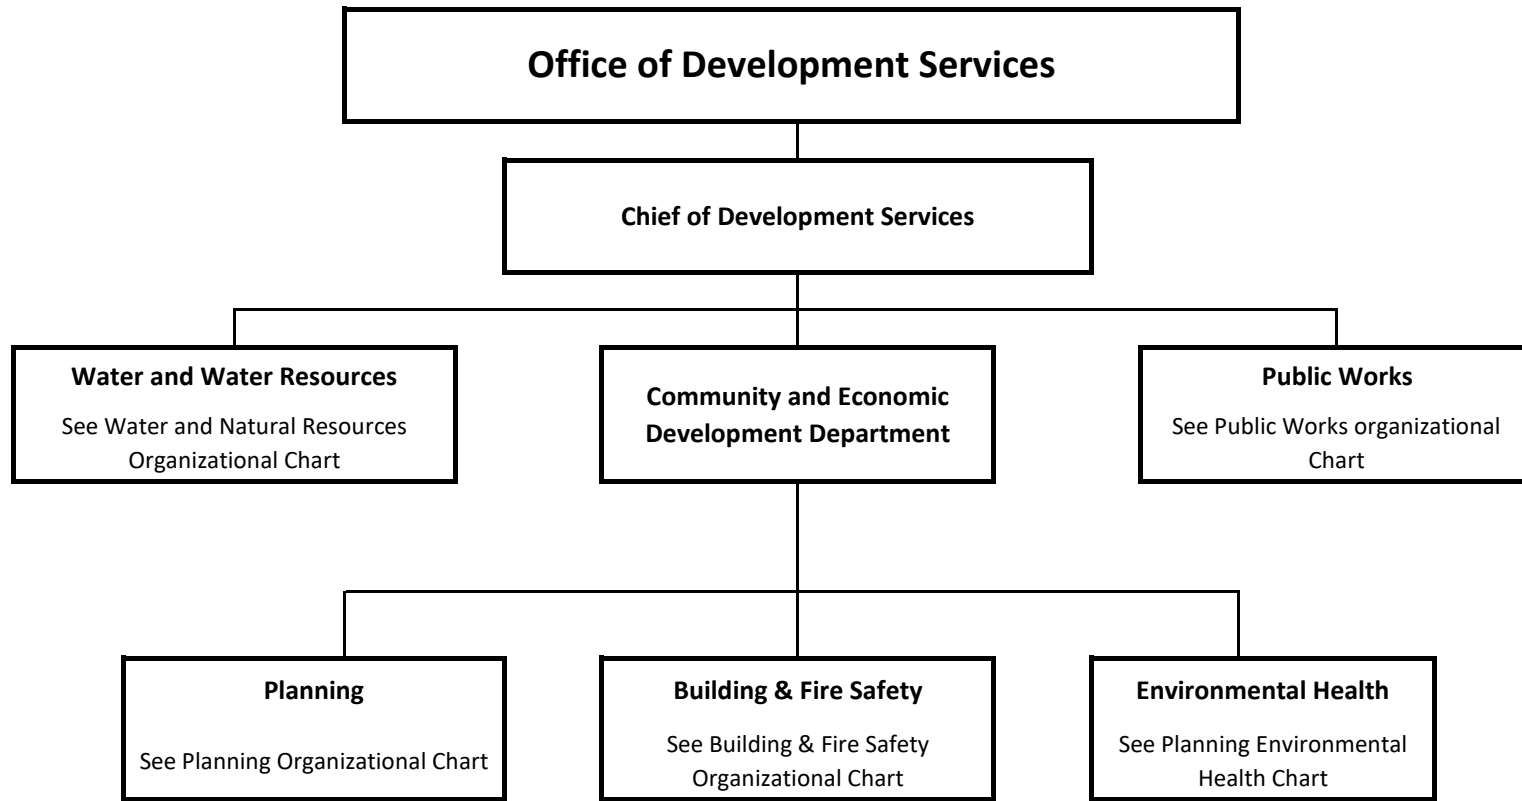 Office of Development Services
Chief of Development Services
Water and Water Resources
See Water and Natural Resources
Organizational Chart
Community and Economic
Development Department
Public Works
See Public Works organizational
Chart
Planning
See Planning Organizational Chart
Building & Fire Safety
See Building & Fire Safety
Organizational Chart
Environmental Health
See Planning Environmental
Health Chart